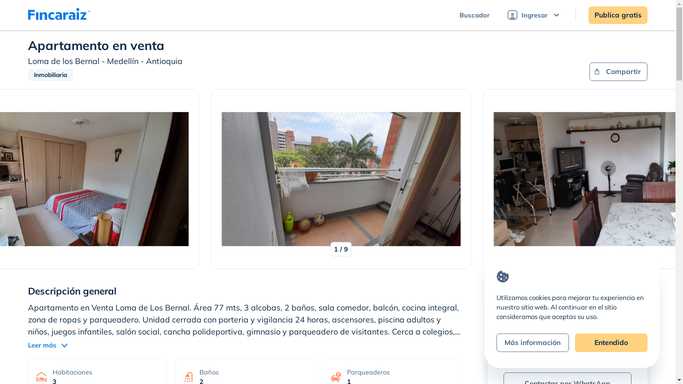 Fincaraiz
Buscador
Ingresar
Publica gratis
Apartamento en venta
Loma de los Bernal - Medellín - Antioquia
Inmobiliaria
Compartir
1 / 9
Descripción general
Apartamento en Venta Loma de Los Bernal. Área 77 mts, 3 alcobas, 2 baños, sala comedor, balcón, cocina integral,
zona de ropas y parqueadero. Unidad cerrada con porteria y vigilancia 24 horas, ascensores, piscina adultos y
niños, juegos infantiles, salón social, cancha polideportiva, gimnasio y parqueadero de visitantes. Cerca a colegios,...
Leer más
Habitaciones
3
Baños
2
Parqueaderos
1
Utilizamos cookies para mejorar tu experiencia en
nuestro sitio web. Al continuar en el sitio
consideramos que aceptas su uso.
Más información
Entendido
Contactar por WhatsApp